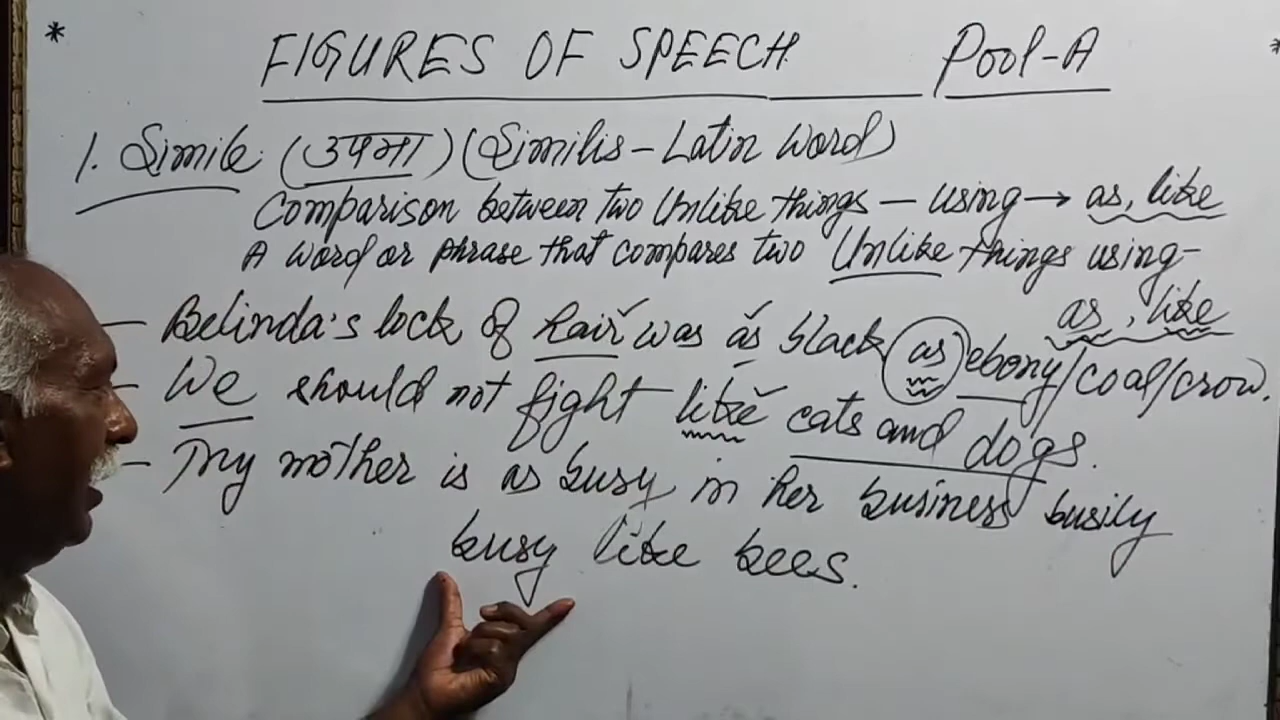 FIGURES OF SPEECH Pool-A
1. Simile (उपमा) (Similis-Latin Word)
Comparison between two Unlike things - using → as, like
A word or phrase that compares two Unlike things using-
as, like
- Belinda's lock of hair was as black as ebony/coal/crow.
- We should not fight like cats and dogs.
- My mother is as busy in her business busily
busy like bees.